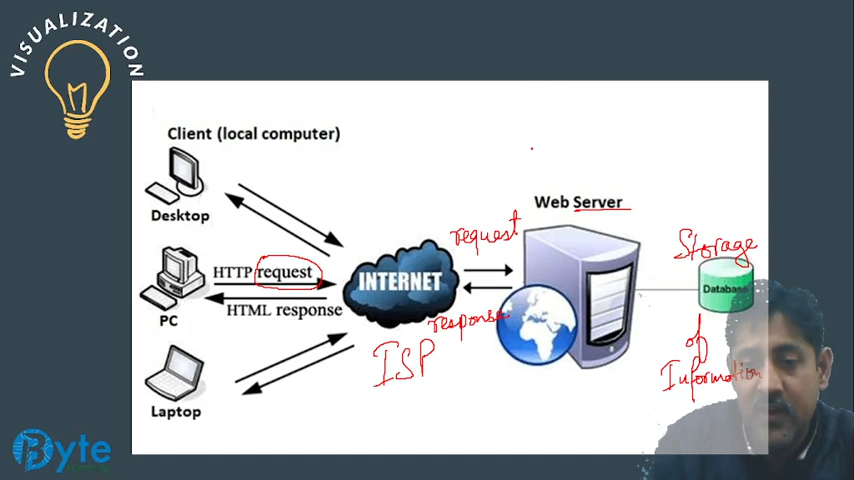 VISUALIZATION
Client (local computer)
Desktop
HTTP request
HTML response
PC
Laptop
INTERNET
ISP
request
response
Web Server
Storage
Database
of
Information
Byte